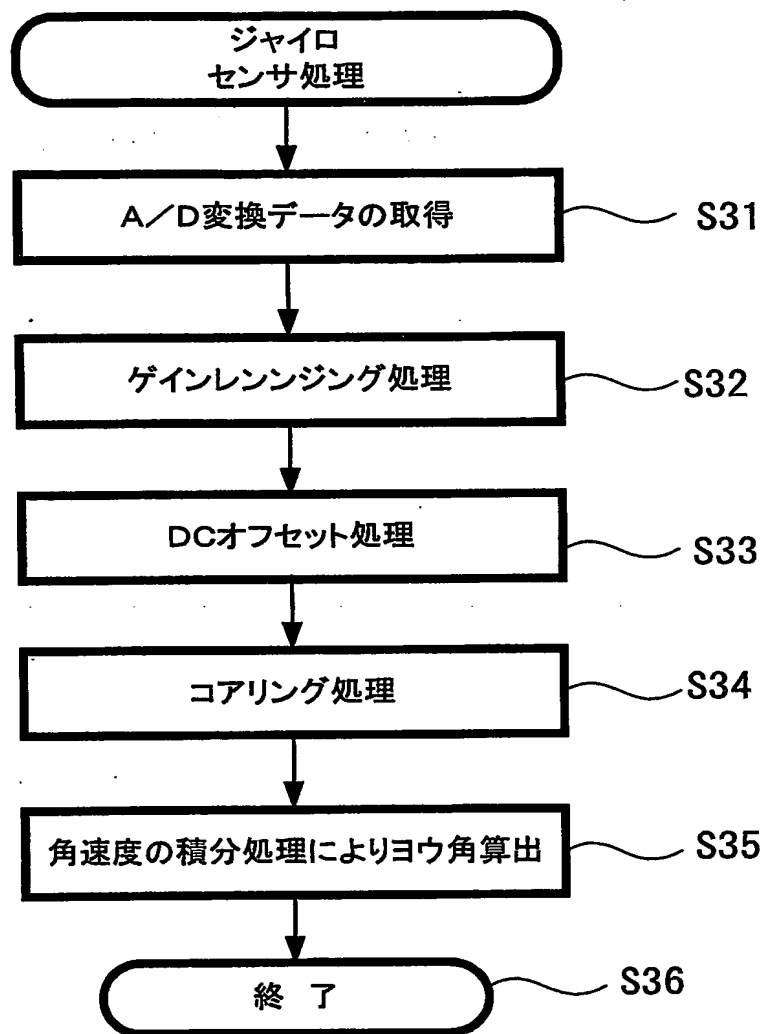 ジャイロ
センサ処理
A/D変換データの取得
S31
ゲインレンンジング処理
S32
DCオフセット処理
S33
コアリング処理
S34
角速度の積分処理によりヨウ角算出
S35
終 了
S36